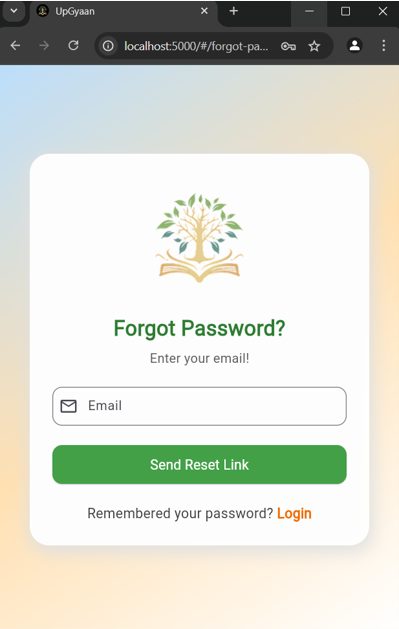 UpGyaan
localhost:5000/#/forgot-pa...
Forgot Password?
Enter your email!
Email
Send Reset Link
Remembered your password? Login